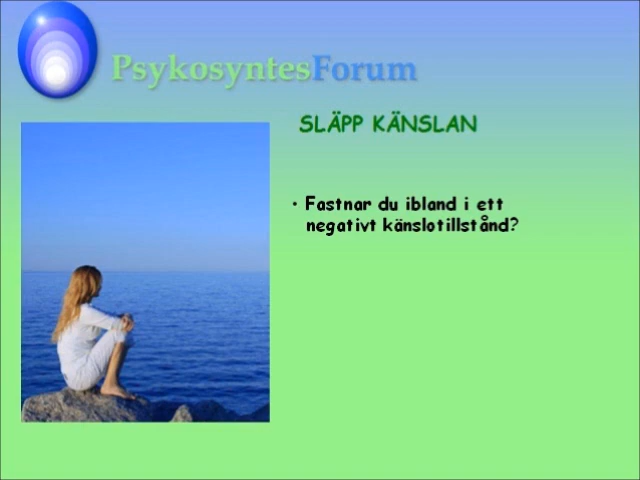 PsykosyntesForum
SLÄPP KÄNSLAN
• Fastnar du ibland i ett
negativt känslotillstånd?